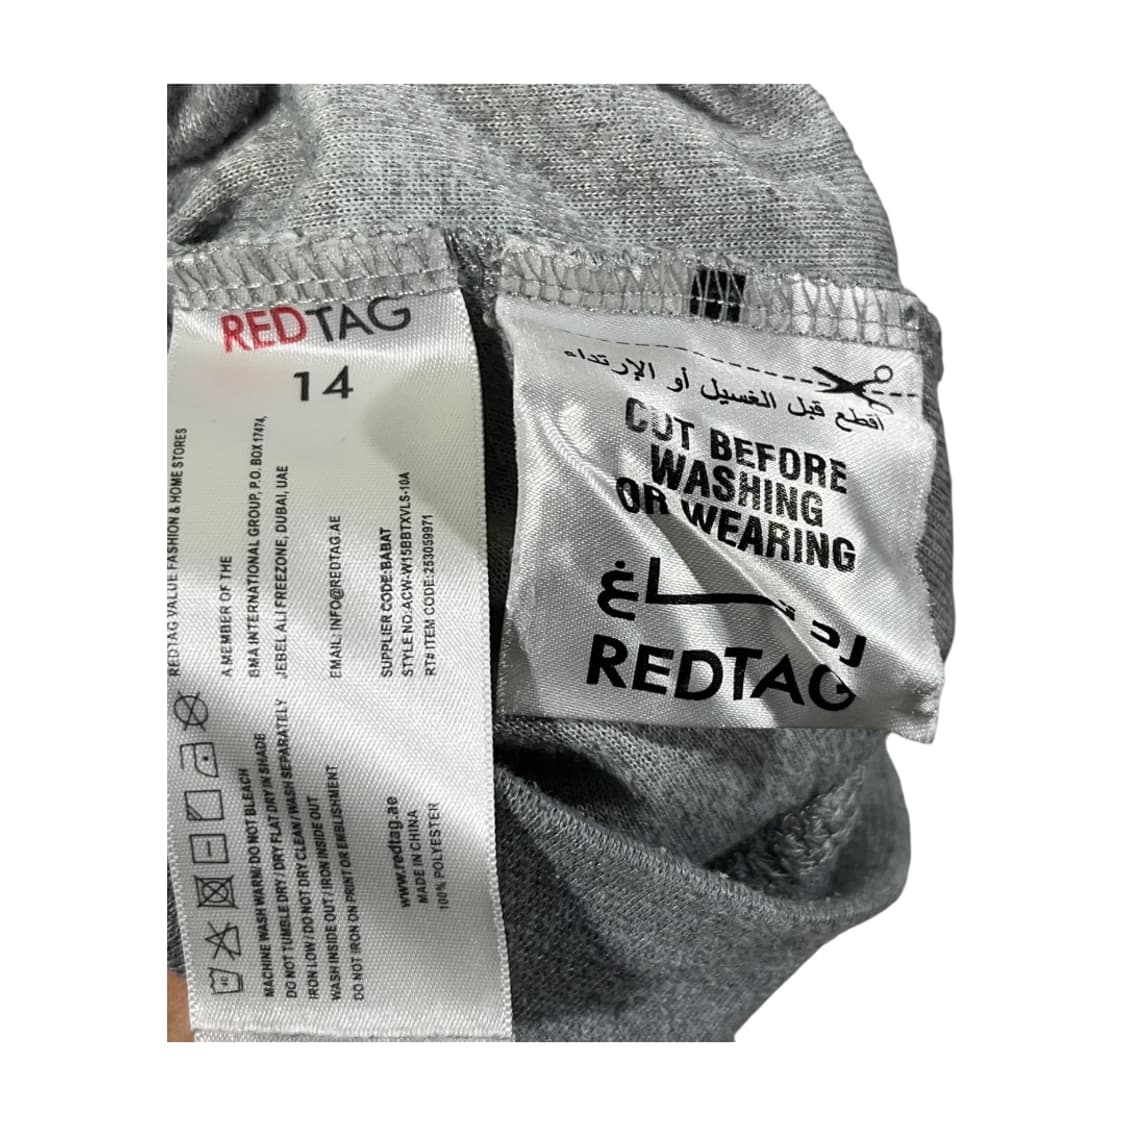 REDTAG
14
REDTAG VALUE FASHION & HOME STORES
A MEMBER OF THE
BMA INTERNATIONAL GROUP, P.O. BOX 17474,
JEBEL ALI FREEZONE, DUBAI, UAE
EMAIL: INFO@REDTAG.AE
SUPPLIER CODE:BABAT
STYLE NO:ACW-W15BBTXVLS-10A
RT# ITEM CODE:253059971
MACHINE WASH WARM/ DO NOT BLEACH
DO NOT TUMBLE DRY / DRY FLAT DRY IN SHADE
IRON LOW / DO NOT DRY CLEAN / WASH SEPARATELY
WASH INSIDE OUT / IRON INSIDE OUT
DO NOT IRON ON PRINT OR EMBLISHMENT
www.redtag.ae
MADE IN CHINA
100% POLYESTER
اقطع قبل الغسيل أو الإرتداء
CUT BEFORE
WASHING
OR WEARING
ردتاغ
REDTAG